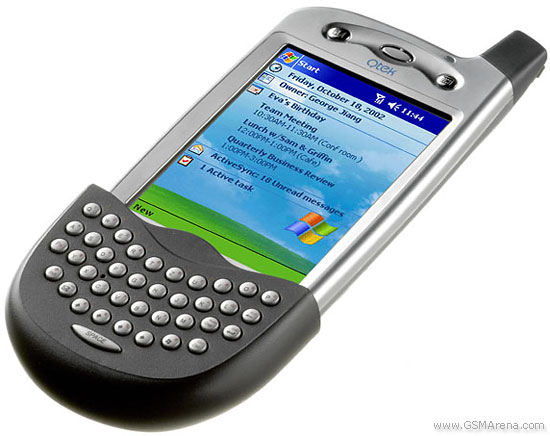 Qtek
Start
11:44
Friday, October 18, 2002
Owner: George Jiang
Eva's Birthday
Team Meeting
10:30AM-11:30AM (Conf room)
Lunch w/Sam & Griffin
12:00PM-1:00PM (Cafe)
Quarterly Business Review
1:00PM-3:00PM
ActiveSync: 18 Unread messages
1 Active task
New
SPACE
www.GSMArena.com